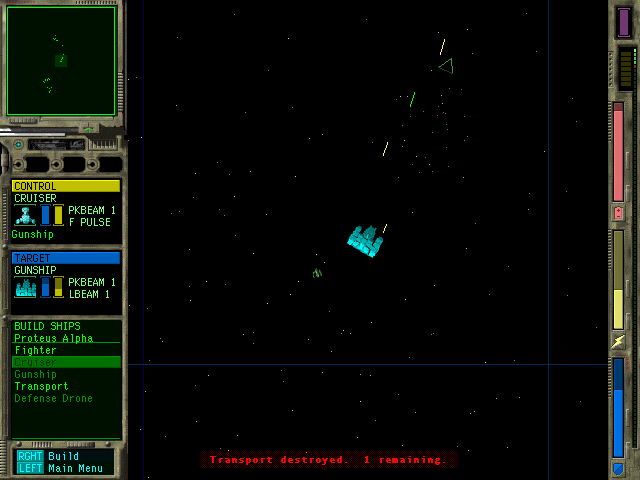 CONTROL
CRUISER
PKBEAM 1
F PULSE
Gunship
TARGET
GUNSHIP
PKBEAM 1
LBEAM 1
BUILD SHIPS
Proteus Alpha
Fighter
Cruiser
Gunship
Transport
Defense Drone
RGHT Build
LEFT Main Menu
Transport destroyed. 1 remaining.